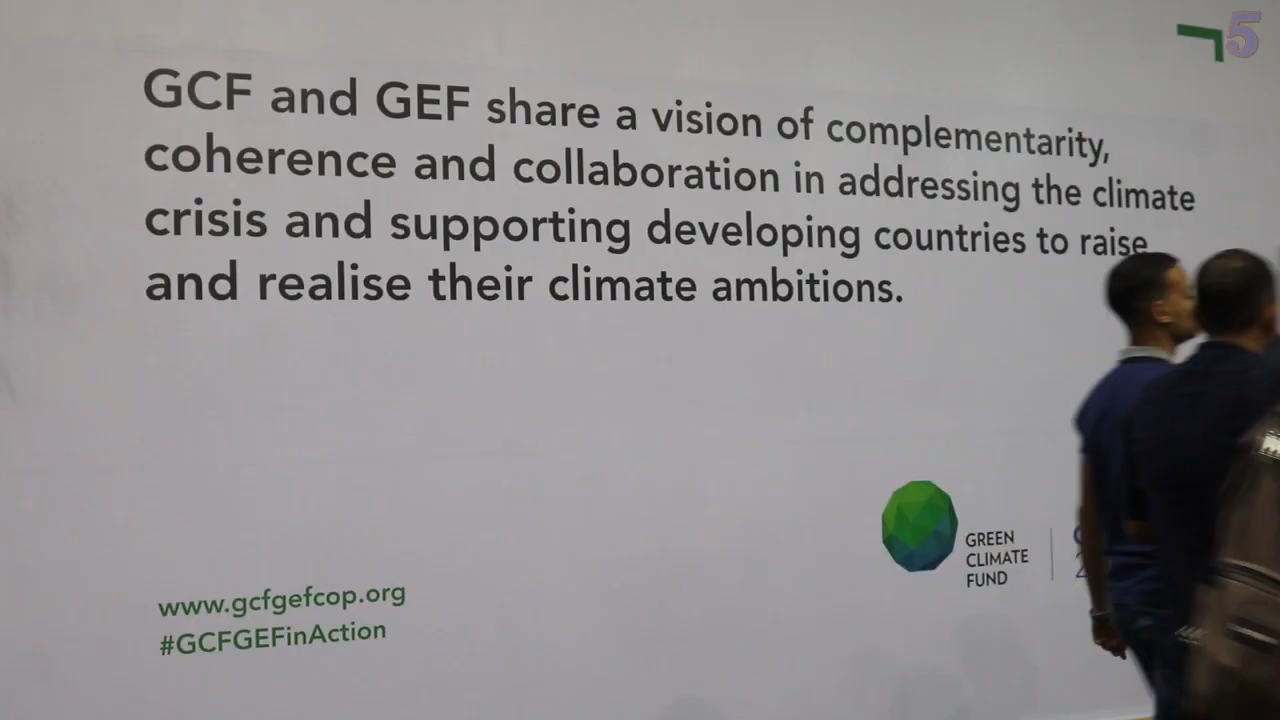 5
GCF and GEF share a vision of complementarity,
coherence and collaboration in addressing the climate
crisis and supporting developing countries to raise
and realise their climate ambitions.
GREEN
CLIMATE
FUND
www.gcfgefcop.org
#GCFGEFinAction